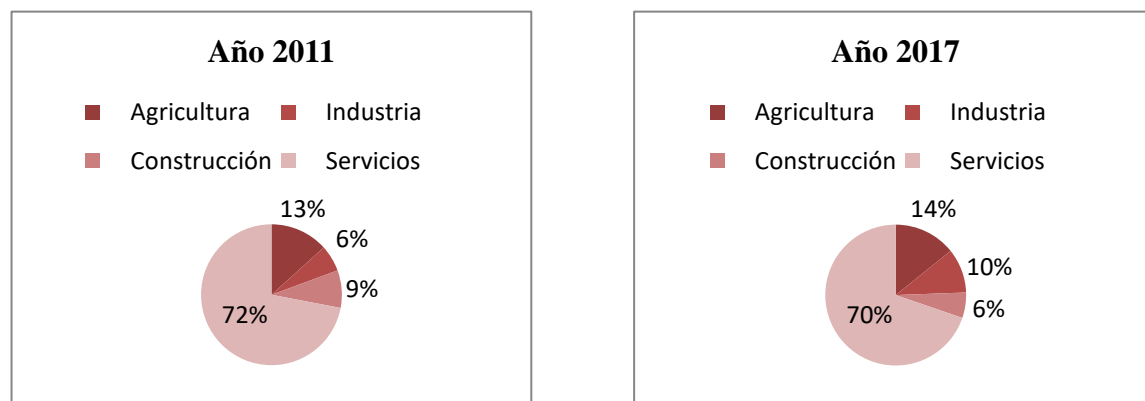 Año 2011
Agricultura Industria
Construcción Servicios
13%
6%
9%
72%
Año 2017
Agricultura Industria
Construcción Servicios
14%
10%
6%
70%